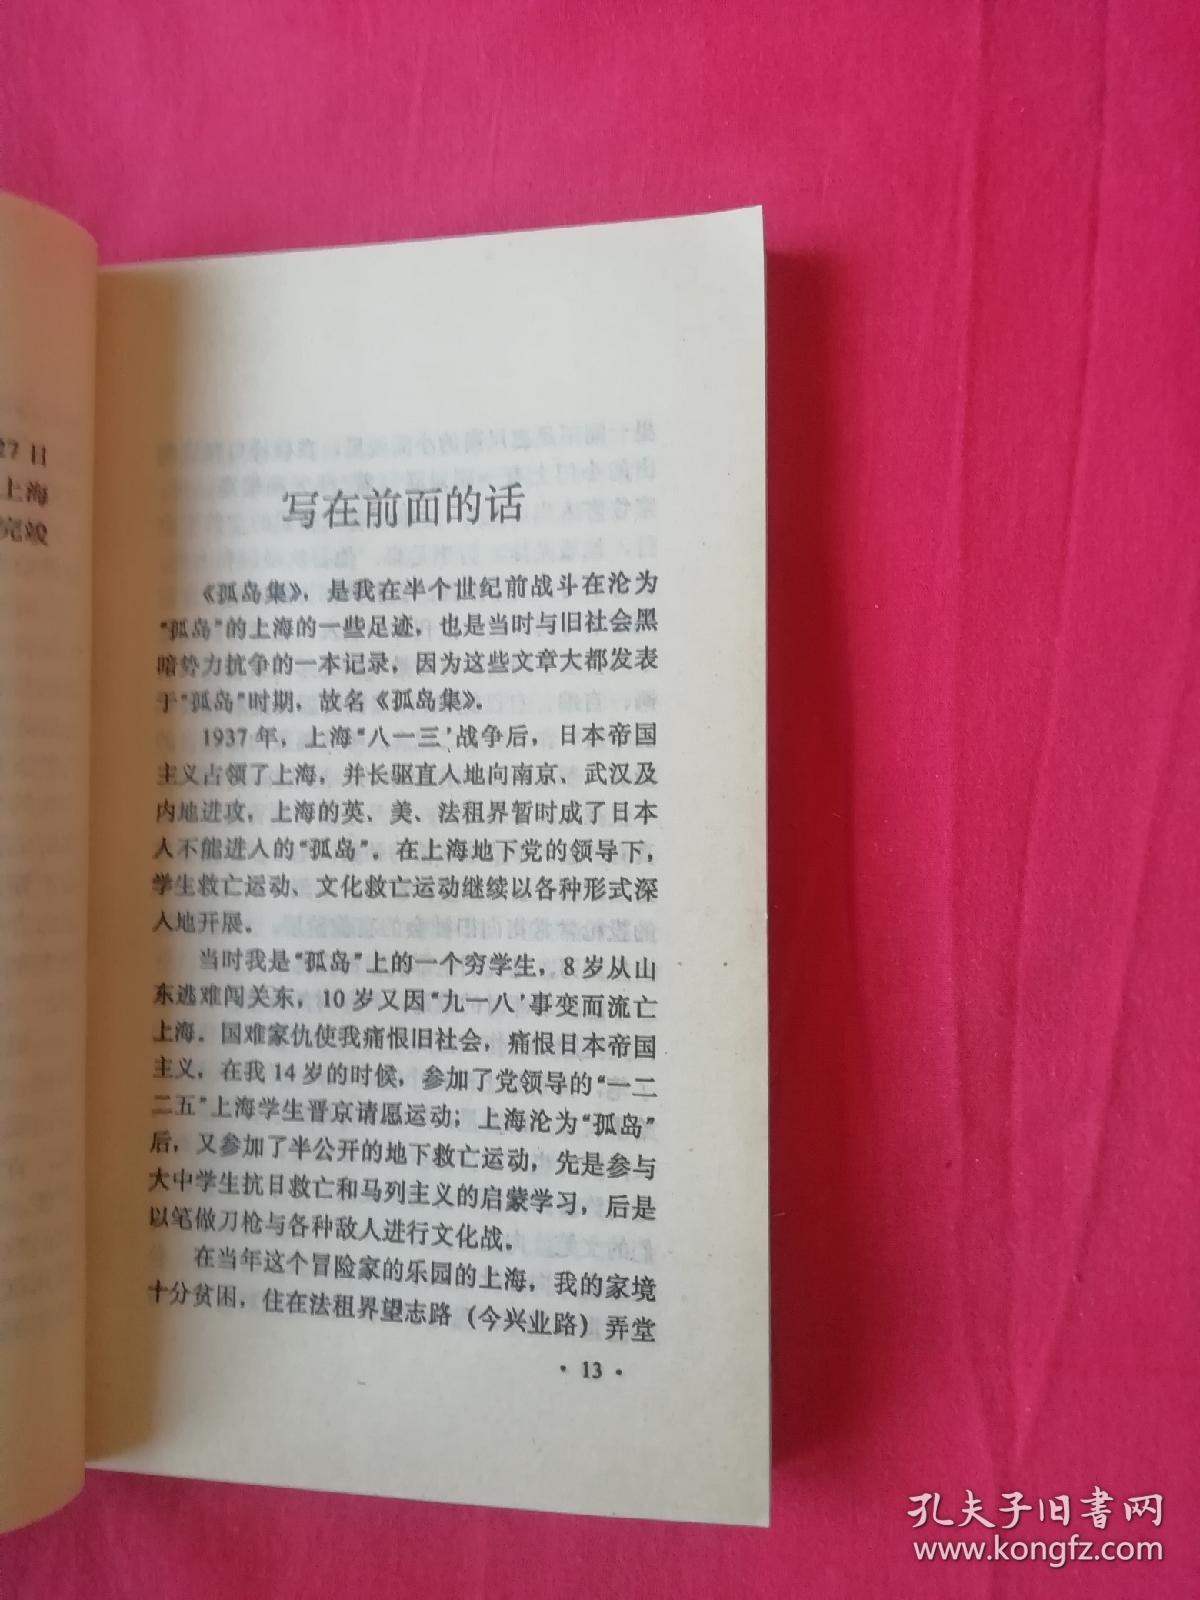 27日
上海
完竣
写在前面的话
《孤岛集》，是我在半个世纪前战斗在沦为
“孤岛”的上海的一些足迹，也是当时与旧社会黑
暗势力抗争的一本记录，因为这些文章大都发表
于“孤岛”时期，故名《孤岛集》．
1937年，上海“八一三’战争后，日本帝国
主义占领了上海，并长驱直人地向南京、武汉及
内地进攻，上海的英、美、法租界暂时成了日本
人不能进人的“孤岛”．在上海地下党的领导下，
学生救亡运动、文化救亡运动继续以各种形式深
人地开展。
当时我是“孤岛”上的一个穷学生，8岁从山
东逃难闯关东，10岁又因“九一八’事变而流亡
上海．国难家仇使我痛恨旧社会，痛恨日本帝国
主义，在我14岁的时候，参加了党领导的“一二
二五”上海学生晋京请愿运动；上海沦为“孤岛”
后，又参加了半公开的地下救亡运动，先是参与
大中学生抗日救亡和马列主义的启蒙学习，后是
以笔做刀枪与各种敌人进行文化战。
在当年这个冒险家的乐园的上海，我的家境
十分贫困，住在法租界望志路（今兴业路）弄堂
·13·
孔夫子旧书网
www.kongfz.com